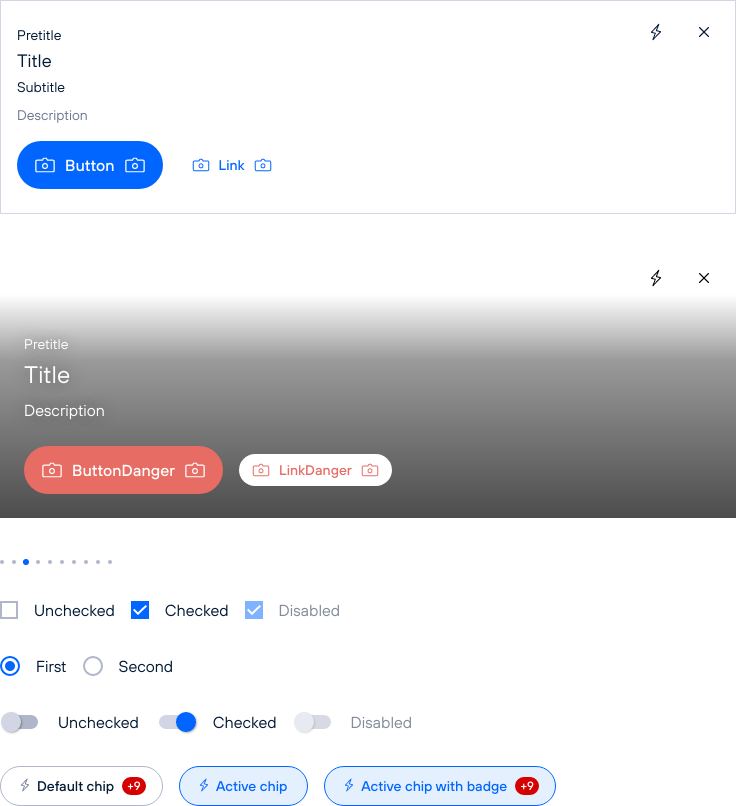 Pretitle
Title
Subtitle
Description
Button
Link
Pretitle
Title
Description
ButtonDanger
LinkDanger
Unchecked
Checked
Disabled
First
Second
Unchecked
Checked
Disabled
Default chip +9
Active chip
Active chip with badge +9